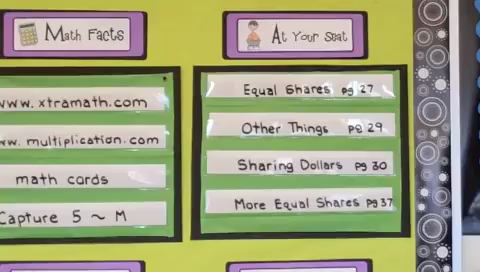 Math Facts
www.xtramath.com
www.multiplication.com
math cards
Capture 5 ~ M
At Your Seat
Equal Shares pg 27
Other Things pg 29
Sharing Dollars pg 30
More Equal Shares pg 37